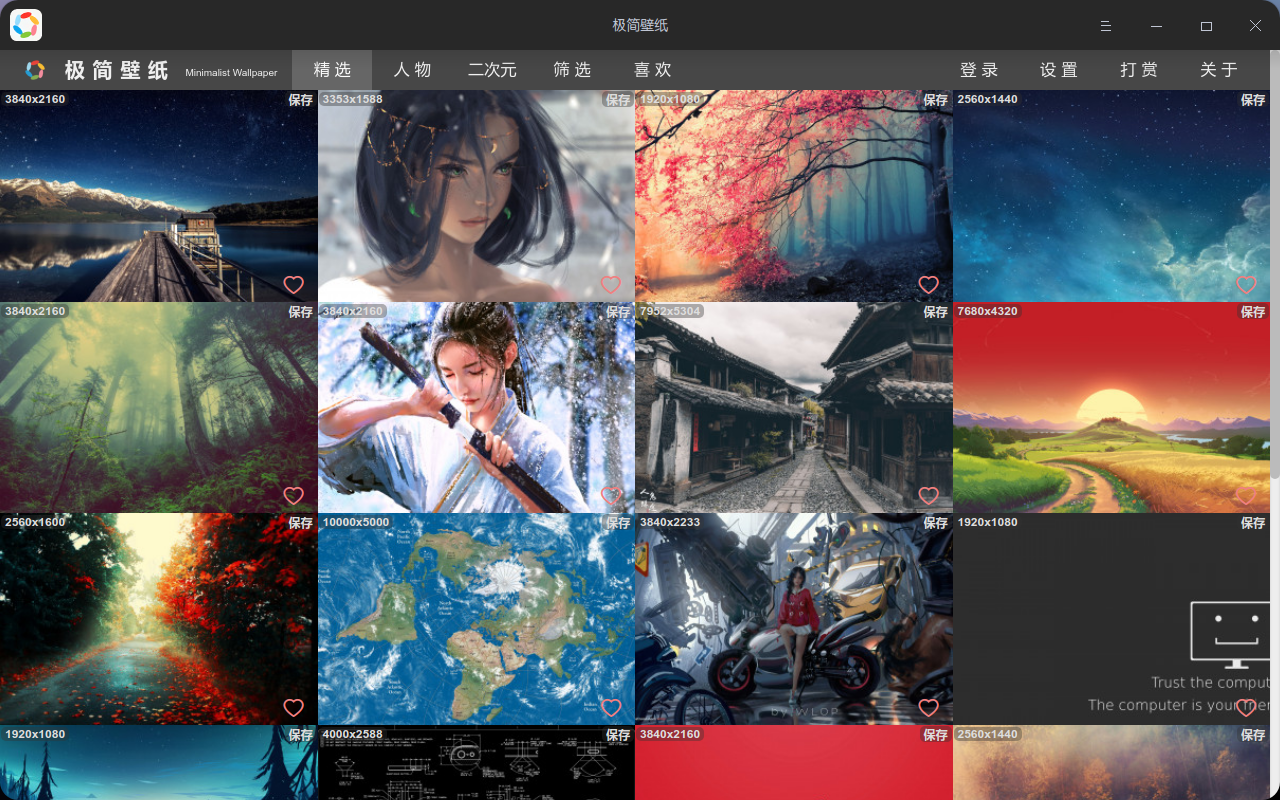 极简壁纸
极简壁纸 Minimalist Wallpaper 精选 人物 二次元 筛选 喜欢 登录 设置 打赏 关于
3840x2160 保存 3353x1588 保存 1920x1080 保存 2560x1440 保存
3840x2160 保存 3840x2160 保存 7952x5304 保存 7680x4320 保存
2560x1600 保存 10000x5000 保存 3840x2233 保存 1920x1080 保存
Trust the comput
The computer is your frien
BY WLOP
1920x1080 保存 4000x2588 保存 3840x2160 保存 2560x1440 保存